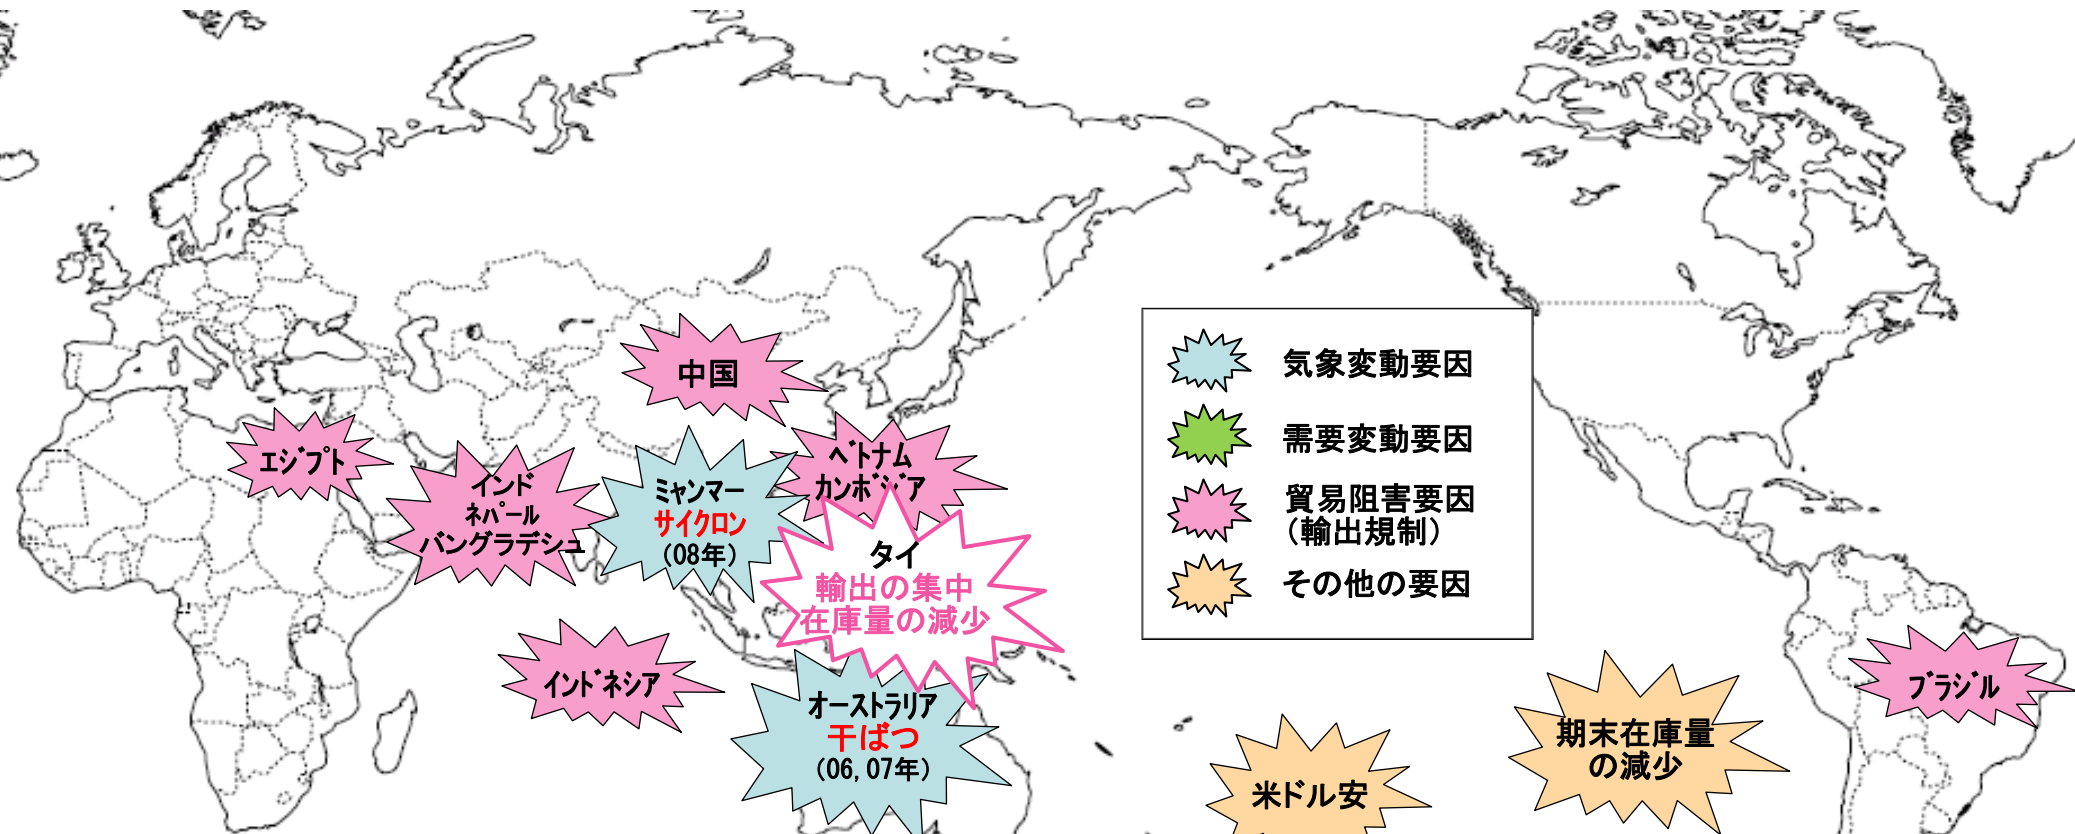 中国
エジプト
インド
ネパール
バングラデシュ
ミャンマー
サイクロン
（08年）
ベトナム
カンボジア
タイ
輸出の集中
在庫量の減少
インドネシア
オーストラリア
干ばつ
（06,07年）
気象変動要因
需要変動要因
貿易阻害要因
（輸出規制）
その他の要因
米ドル安
期末在庫量
の減少
ブラジル